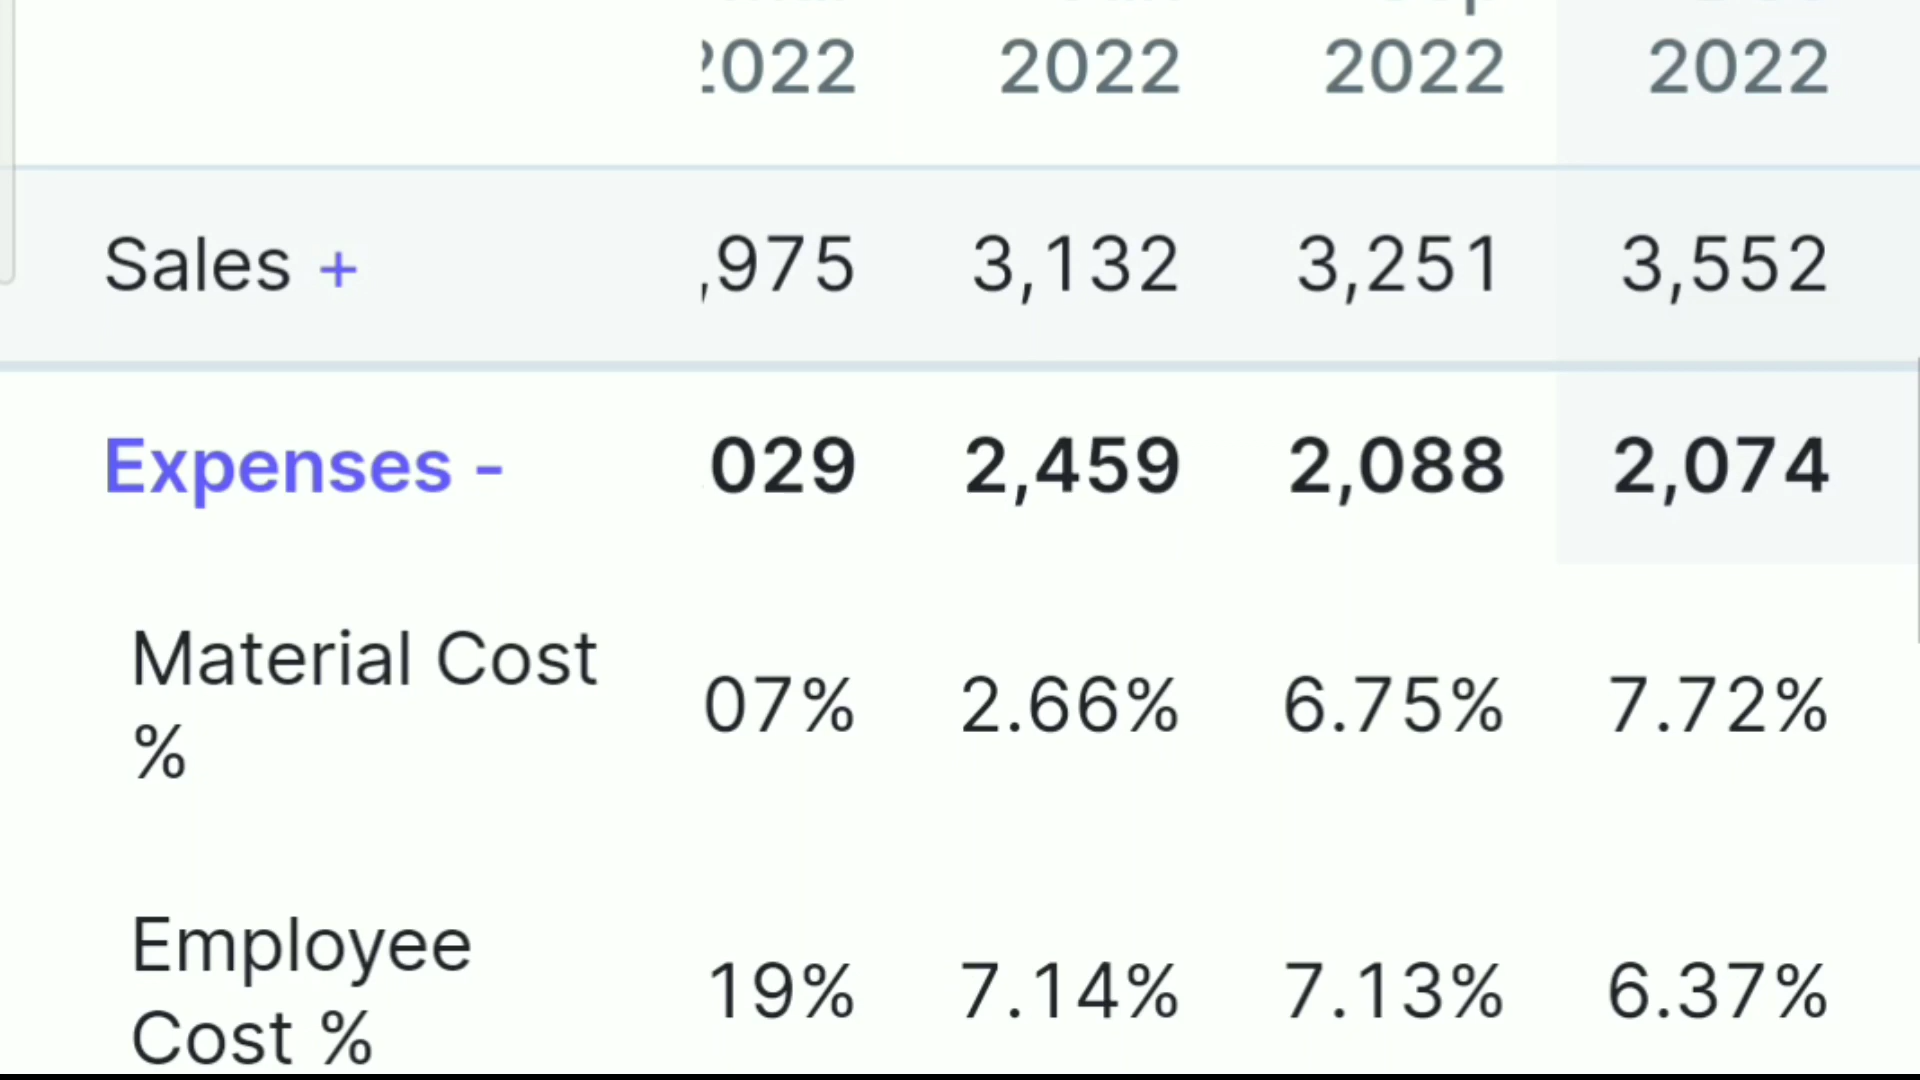 2022 2022 2022 2022
Sales + ,975 3,132 3,251 3,552
Expenses - 029 2,459 2,088 2,074
Material Cost
% 07% 2.66% 6.75% 7.72%
Employee
Cost % 19% 7.14% 7.13% 6.37%